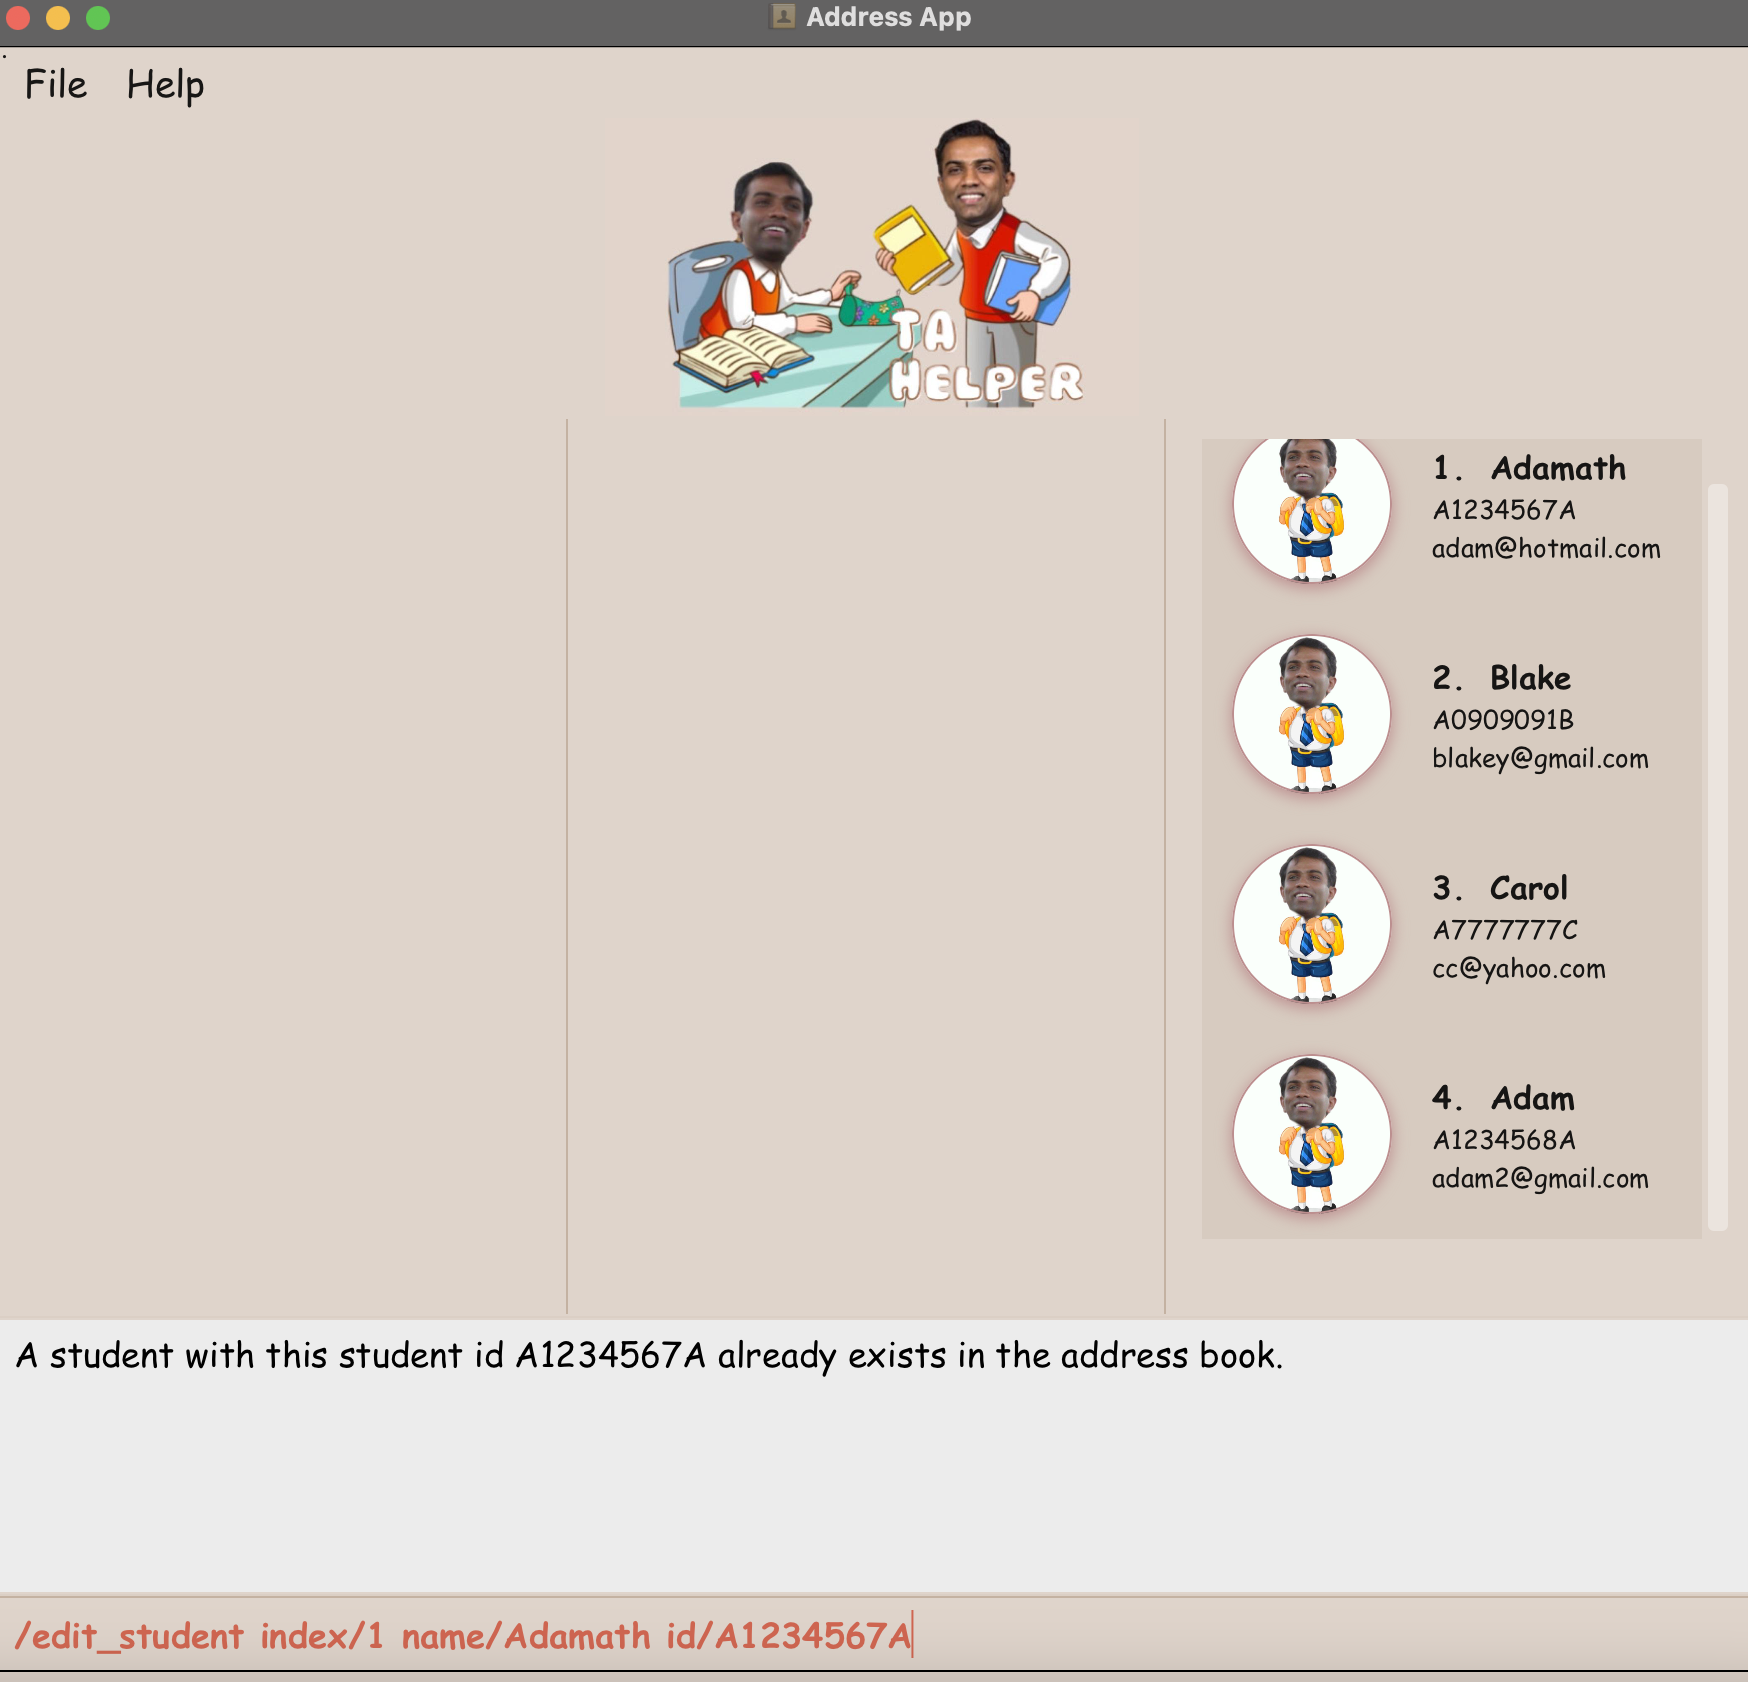 Address App
File Help
TA
HELPER
1. Adamath
A1234567A
adam@hotmail.com
2. Blake
A0909091B
blakey@gmail.com
3. Carol
A7777777C
cc@yahoo.com
4. Adam
A1234568A
adam2@gmail.com
A student with this student id A1234567A already exists in the address book.
/edit_student index/1 name/Adamath id/A1234567A